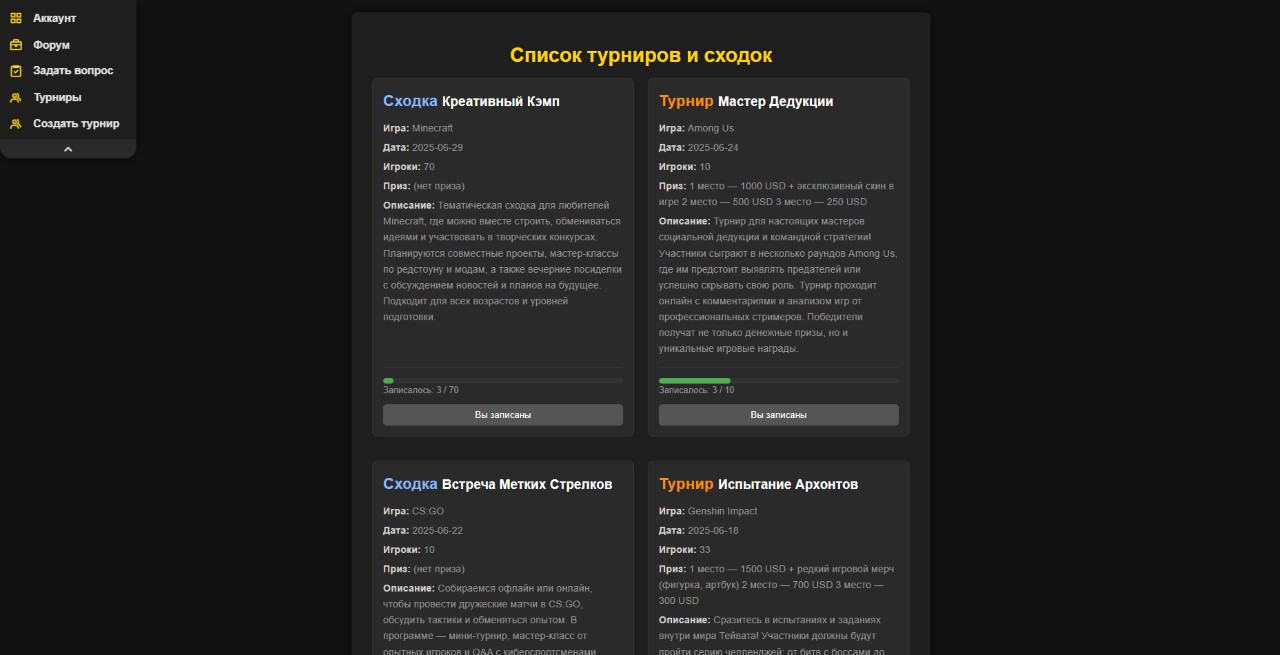 Аккаунт
Форум
Задать вопрос
Турниры
Создать турнир
Список турниров и сходок
Сходка Креативный Кэмп
Игра: Minecraft
Дата: 2025-06-29
Игроки: 70
Приз: (нет приза)
Описание: Тематическая сходка для любителей
Minecraft, где можно вместе строить, обмениваться
идеями и участвовать в творческих конкурсах.
Планируются совместные проекты, мастер-классы
по редстоуну и модам, а также вечерние посиделки
с обсуждением новостей и планов на будущее.
Подходит для всех возрастов и уровней
подготовки.
Записалось: 3 / 70
Вы записаны
Турнир Мастер Дедукции
Игра: Among Us
Дата: 2025-06-24
Игроки: 10
Приз: 1 место — 1000 USD + эксклюзивный скин в
игре 2 место — 500 USD 3 место — 250 USD
Описание: Турнир для настоящих мастеров
социальной дедукции и командной стратегии!
Участники сыграют в несколько раундов Among Us,
где им предстоит выявлять предателей или
успешно скрывать свою роль. Турнир проходит
онлайн с комментариями и анализом игр от
профессиональных стримеров. Победители
получат не только денежные призы, но и
уникальные игровые награды.
Записалось: 3 / 10
Вы записаны
Сходка Встреча Метких Стрелков
Игра: CS:GO
Дата: 2025-06-22
Игроки: 10
Приз: (нет приза)
Описание: Собираемся офлайн или онлайн,
чтобы провести дружеские матчи в CS:GO,
обсудить тактики и обменяться опытом. В
программе — мини-турнир, мастер-класс от
опытных игроков и Q&A с киберспортсменами.
Турнир Испытание Архонтов
Игра: Genshin Impact
Дата: 2025-06-18
Игроки: 33
Приз: 1 место — 1500 USD + редкий игровой мерч
(фигурка, артбук) 2 место — 700 USD 3 место —
300 USD
Описание: Сразитесь в испытаниях и заданиях
внутри мира Тейвата! Участники должны будут
пройти серию челленджей: от битв с боссами до